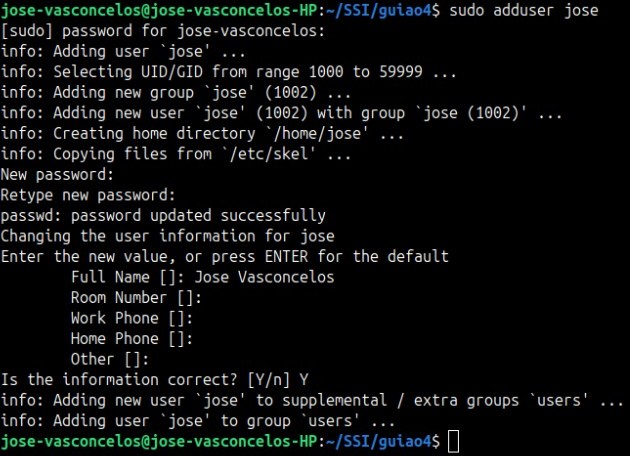 jose-vasconcelos@jose-vasconcelos-HP:~/SSI/guiao4$ sudo adduser jose
[sudo] password for jose-vasconcelos:
info: Adding user `jose' ...
info: Selecting UID/GID from range 1000 to 59999 ...
info: Adding new group `jose' (1002) ...
info: Adding new user `jose' (1002) with group `jose (1002)' ...
info: Creating home directory `/home/jose' ...
info: Copying files from `/etc/skel' ...
New password:
Retype new password:
passwd: password updated successfully
Changing the user information for jose
Enter the new value, or press ENTER for the default
        Full Name []: Jose Vasconcelos
        Room Number []:
        Work Phone []:
        Home Phone []:
        Other []:
Is the information correct? [Y/n] Y
info: Adding new user `jose' to supplemental / extra groups `users' ...
info: Adding user `jose' to group `users' ...
jose-vasconcelos@jose-vasconcelos-HP:~/SSI/guiao4$